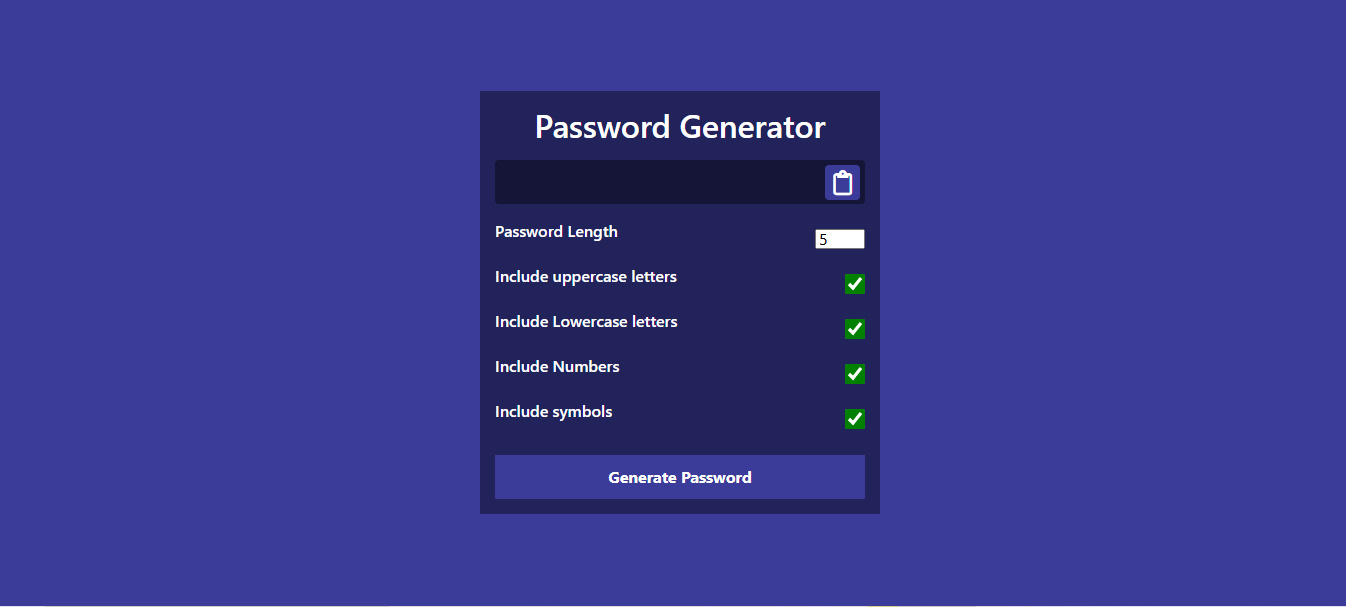 Password Generator
Password Length
5
Include uppercase letters
Include Lowercase letters
Include Numbers
Include symbols
Generate Password